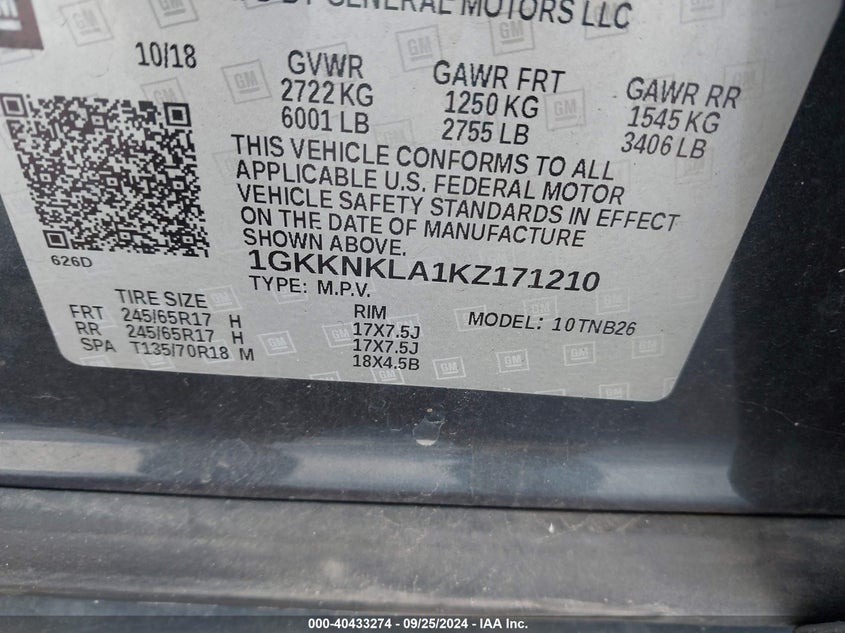 BY GENERAL MOTORS LLC
10/18
GVWR
2722 KG
6001 LB
GAWR FRT
1250 KG
2755 LB
GAWR RR
1545 KG
3406 LB
THIS VEHICLE CONFORMS TO ALL
APPLICABLE U.S. FEDERAL MOTOR
VEHICLE SAFETY STANDARDS IN EFFECT
ON THE DATE OF MANUFACTURE
SHOWN ABOVE.
626D
1GKKNKLA1KZ171210
TYPE: M.P.V.
MODEL: 10TNB26
TIRE SIZE RIM
FRT 245/65R17 H 17X7.5J
RR 245/65R17 H 17X7.5J
SPA T135/70R18 M 18X4.5B
GM
000-40433274 - 09/25/2024 - IAA Inc.